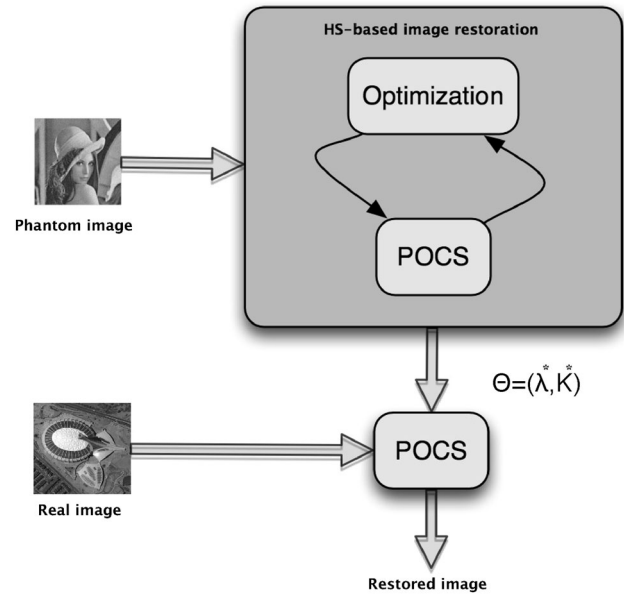 HS-based image restoration
Optimization
Phantom image
POCS
Θ=(λ*,K*)
POCS
Real image
Restored image